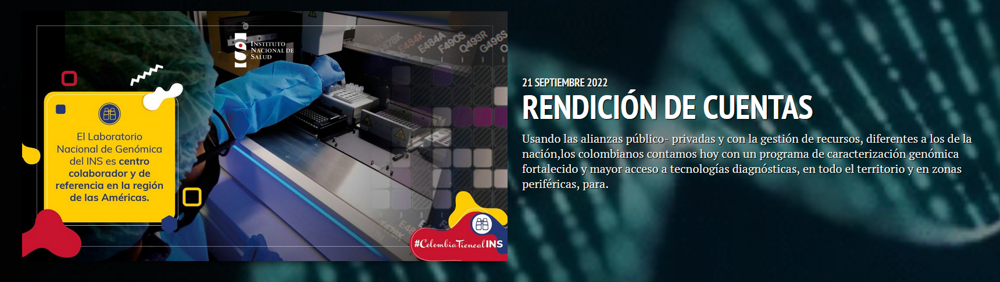 INSTITUTO
NACIONAL DE
SALUD
E484K
E484A
F490S
Q493R
G496S
El Laboratorio
Nacional de Genómica
del INS es centro
colaborador y de
referencia en la región
de las Américas.
#ColombiaTienealINS
21 SEPTIEMBRE 2022
RENDICIÓN DE CUENTAS
Usando las alianzas público- privadas y con la gestión de recursos, diferentes a los de la
nación,los colombianos contamos hoy con un programa de caracterización genómica
fortalecido y mayor acceso a tecnologías diagnósticas, en todo el territorio y en zonas
periféricas, para.